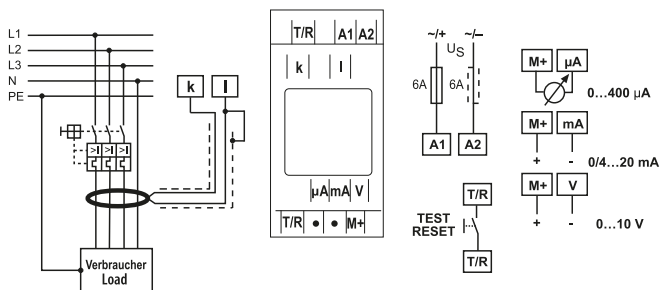 L1
L2
L3
N
PE
>I >I >I
Verbraucher
Load
k l
T/R A1 A2
k l
µA mA V
T/R • • M+
~/+ ~/–
US
6A 6A
A1 A2
T/R
TEST
RESET
T/R
M+ µA
0...400 µA
M+ mA
+ -
0/4...20 mA
M+ V
+ -
0...10 V